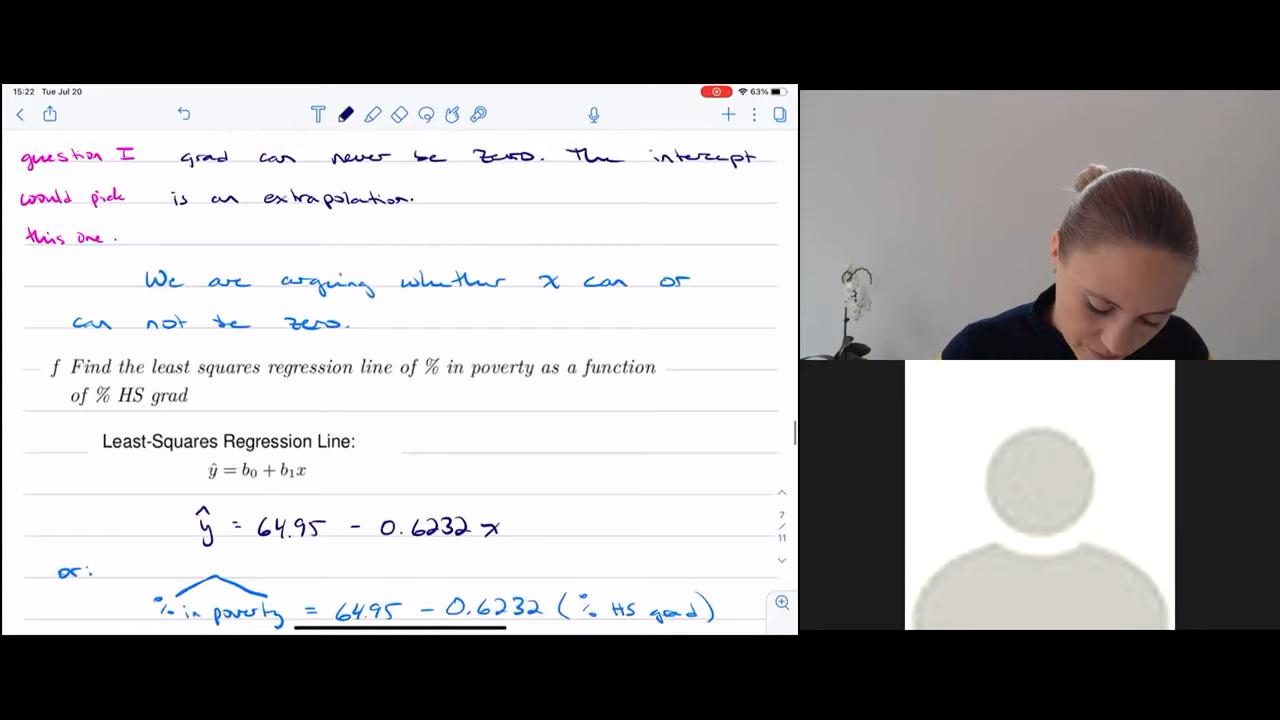 15:22 Tue Jul 20
63%
question I grad can never be zero. The intercept
would pick is an extrapolation.
this one.
We are arguing whether x can or
can not be zero.
f Find the least squares regression line of % in poverty as a function
of % HS grad
Least-Squares Regression Line:
ŷ = b₀ + b₁x
ŷ = 64.95 - 0.6232 x
or:
% in poverty = 64.95 - 0.6232 (% HS grad)
7
/
11